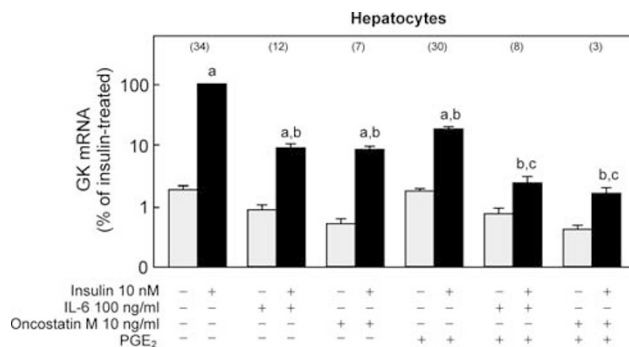 Hepatocytes
(34) (12) (7) (30) (8) (3)
GK mRNA
(% of insulin-treated)
100
10
1
0
a
a,b
a,b
a,b
b,c
b,c
Insulin 10 nM – + – + – + – + – + – +
IL-6 100 ng/ml – – + + – – – – + + – –
Oncostatin M 10 ng/ml – – – – + + – – – – + +
PGE₂ – – – – – – + + + + + +